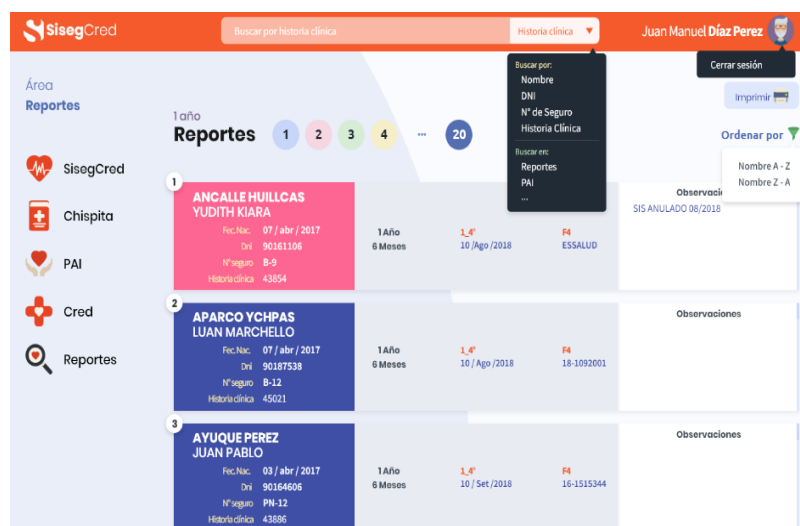 SisegCred
Buscar por historia clínica
Historia clínica
Juan Manuel Díaz Perez
Buscar por:
Nombre
DNI
N° de Seguro
Historia Clínica
Buscar en:
Reportes
PAI
...
Cerrar sesión
Imprimir
Ordenar por
Nombre A - Z
Nombre Z - A
Área
Reportes
SisegCred
Chispita
PAI
Cred
Reportes
1 año
Reportes 1 2 3 4 ... 20
1
ANCALLE HUILLCAS
YUDITH KIARA
Fec. Nac. 07 / abr / 2017
Dni 90161106
N° seguro B-9
Historia clínica 43854
1 Año
6 Meses
1_4°
10 /Ago /2018
F4
ESSALUD
Observaci
SIS ANULADO 08/2018
2
APARCO YCHPAS
LUAN MARCHELLO
Fec. Nac. 07 / abr / 2017
Dni 90187538
N° seguro B-12
Historia clínica 45021
1 Año
6 Meses
1_4°
10 / Ago /2018
F4
18-1092001
Observaciones
3
AYUQUE PEREZ
JUAN PABLO
Fec. Nac. 03 / abr / 2017
Dni 90164606
N° seguro PN-12
Historia clínica 43886
1 Año
6 Meses
1_4°
10 / Set /2018
F4
16-1515344
Observaciones